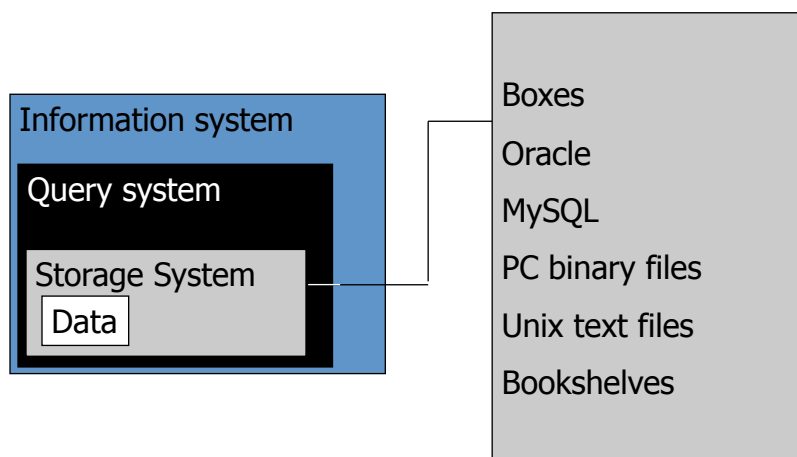 Information system
Query system
Storage System
Data
Boxes
Oracle
MySQL
PC binary files
Unix text files
Bookshelves